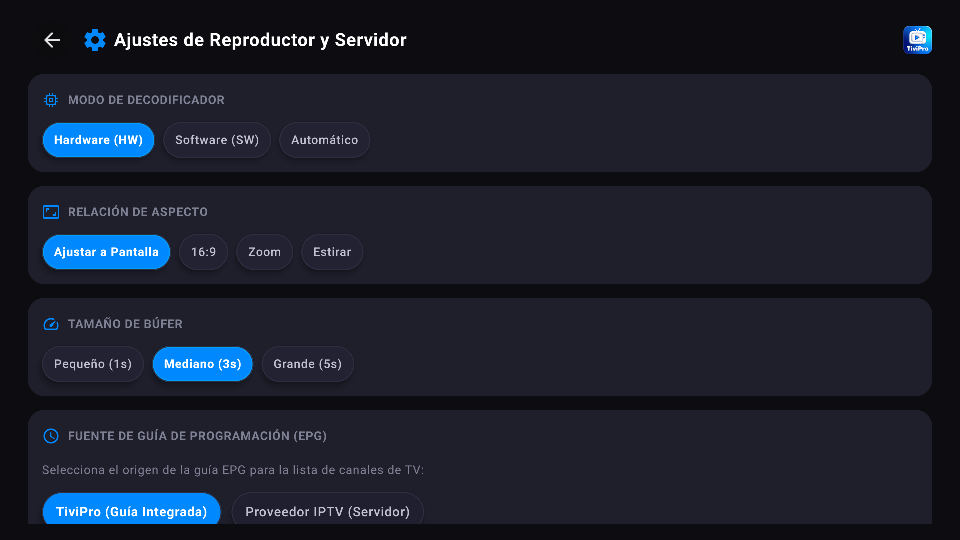 Ajustes de Reproductor y Servidor
TiviPro
MODO DE DECODIFICADOR
Hardware (HW) Software (SW) Automático
RELACIÓN DE ASPECTO
Ajustar a Pantalla 16:9 Zoom Estirar
TAMAÑO DE BÚFER
Pequeño (1s) Mediano (3s) Grande (5s)
FUENTE DE GUÍA DE PROGRAMACIÓN (EPG)
Selecciona el origen de la guía EPG para la lista de canales de TV:
TiviPro (Guía Integrada) Proveedor IPTV (Servidor)